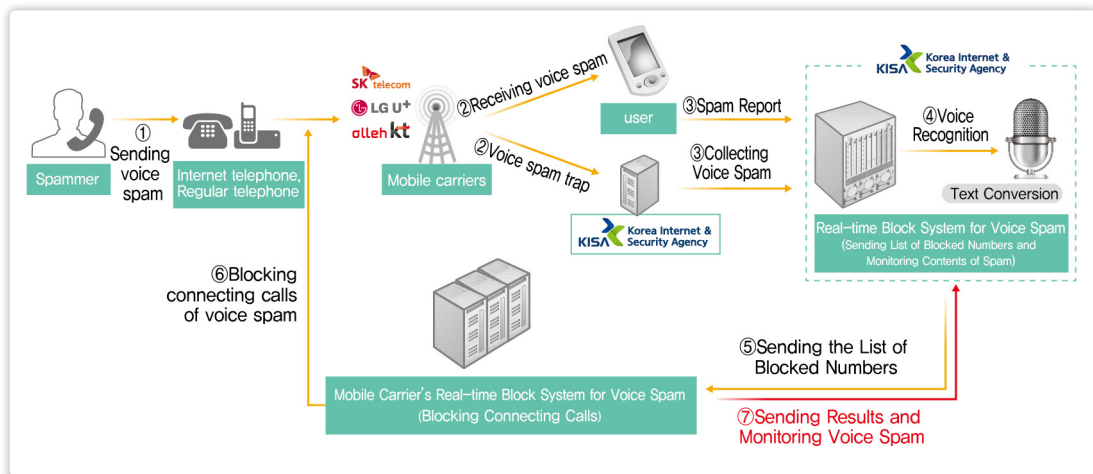 Spammer
①
Sending
voice
spam
Internet telephone,
Regular telephone
SK telecom
LG U+
olleh kt
Mobile carriers
②Receiving voice spam
②Voice spam trap
user
KISA Korea Internet &
Security Agency
③Spam Report
③Collecting
Voice Spam
KISA Korea Internet &
Security Agency
④Voice
Recognition
Text Conversion
Real-time Block System for Voice Spam
(Sending List of Blocked Numbers and
Monitoring Contents of Spam)
⑤Sending the List of
Blocked Numbers
⑥Blocking
connecting calls
of voice spam
Mobile Carrier's Real-time Block System for Voice Spam
(Blocking Connecting Calls)
⑦Sending Results and
Monitoring Voice Spam